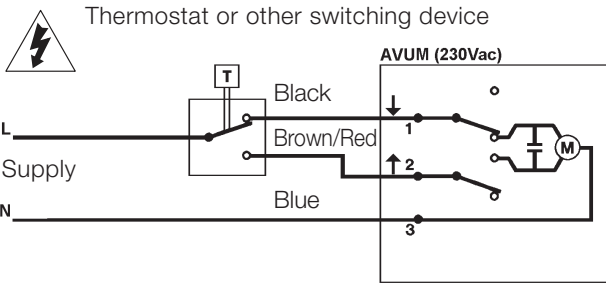 Thermostat or other switching device
AVUM (230Vac)
T
Black
L
1
Brown/Red
M
Supply
2
Blue
N
3